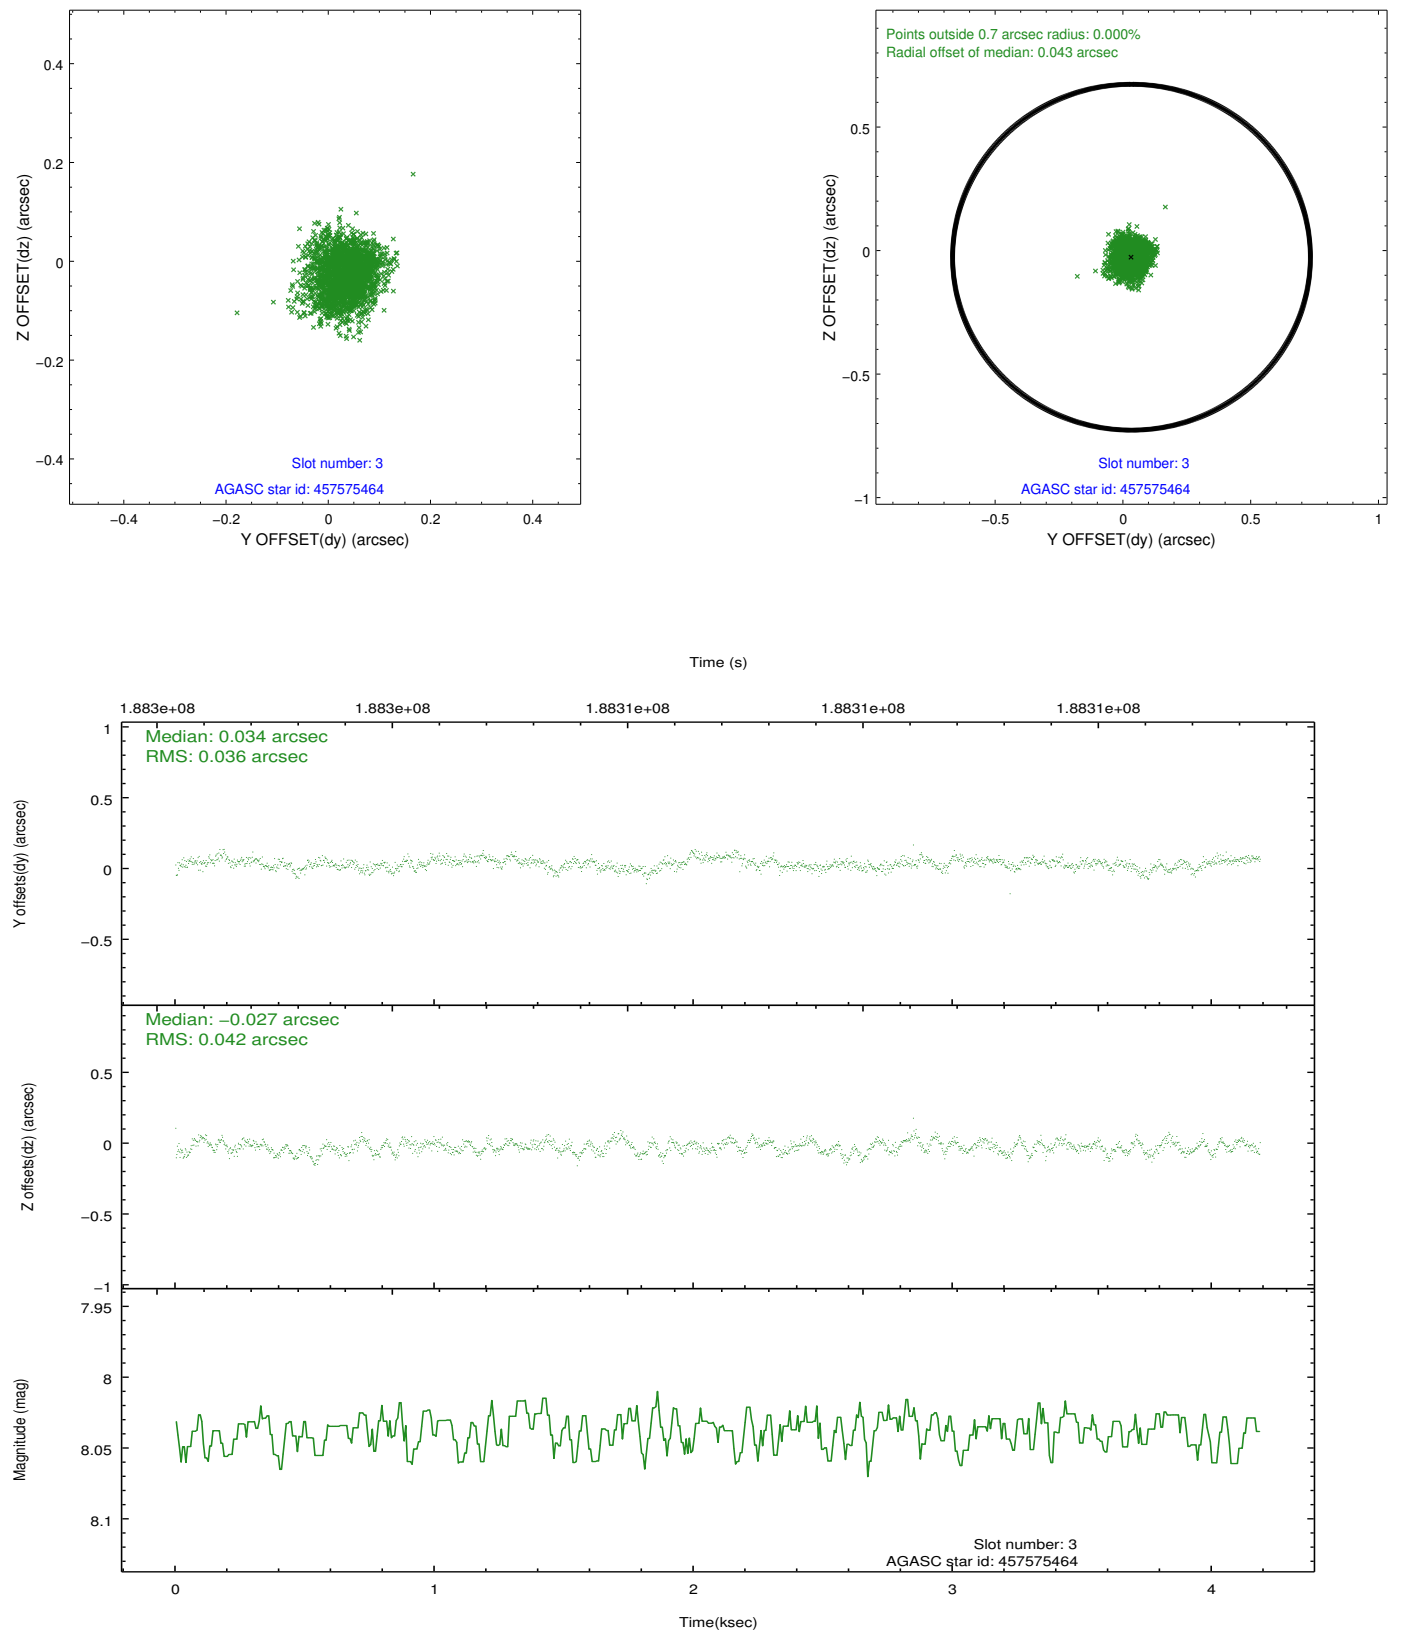 0.4
0.2
0
−0.2
−0.4
Z OFFSET(dz) (arcsec)
Slot number: 3
AGASC star id: 457575464
−0.4 −0.2 0 0.2 0.4
Y OFFSET(dy) (arcsec)
Points outside 0.7 arcsec radius: 0.000%
Radial offset of median: 0.043 arcsec
0.5
0
−0.5
−1
Z OFFSET(dz) (arcsec)
Slot number: 3
AGASC star id: 457575464
−0.5 0 0.5 1
Y OFFSET(dy) (arcsec)
Time (s)
1.883e+08 1.883e+08 1.8831e+08 1.8831e+08 1.8831e+08
Median: 0.034 arcsec
RMS: 0.036 arcsec
1
0.5
0
−0.5
Y offsets(dy) (arcsec)
Median: −0.027 arcsec
RMS: 0.042 arcsec
0.5
0
−0.5
−1
Z offsets(dz) (arcsec)
7.95
8
8.05
8.1
Magnitude (mag)
Slot number: 3
AGASC star id: 457575464
0 1 2 3 4
Time(ksec)